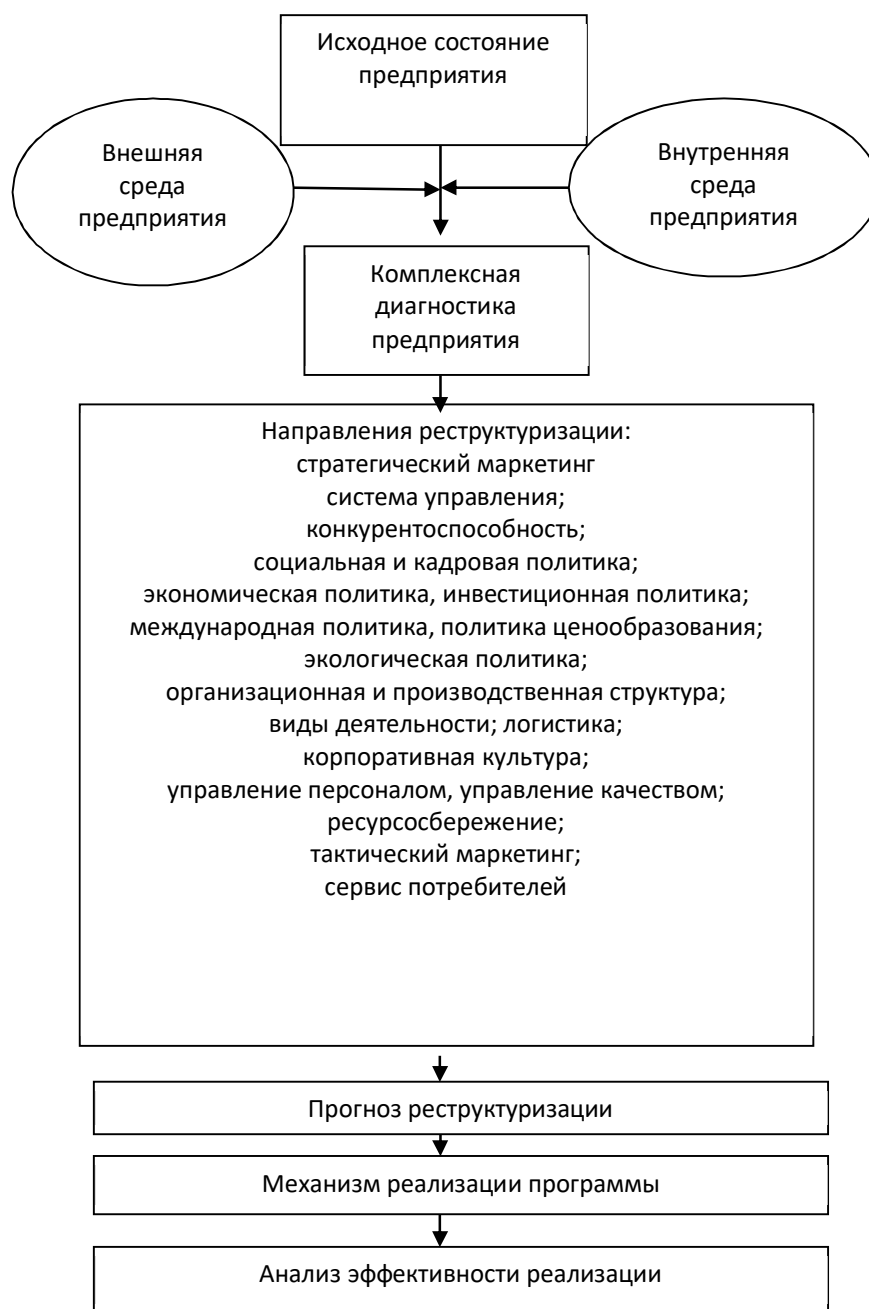 Исходное состояние
предприятия
Внешняя
среда
предприятия
Внутренняя
среда
предприятия
Комплексная
диагностика
предприятия
Направления реструктуризации:
стратегический маркетинг
система управления;
конкурентоспособность;
социальная и кадровая политика;
экономическая политика, инвестиционная политика;
международная политика, политика ценообразования;
экологическая политика;
организационная и производственная структура;
виды деятельности; логистика;
корпоративная культура;
управление персоналом, управление качеством;
ресурсосбережение;
тактический маркетинг;
сервис потребителей
Прогноз реструктуризации
Механизм реализации программы
Анализ эффективности реализации